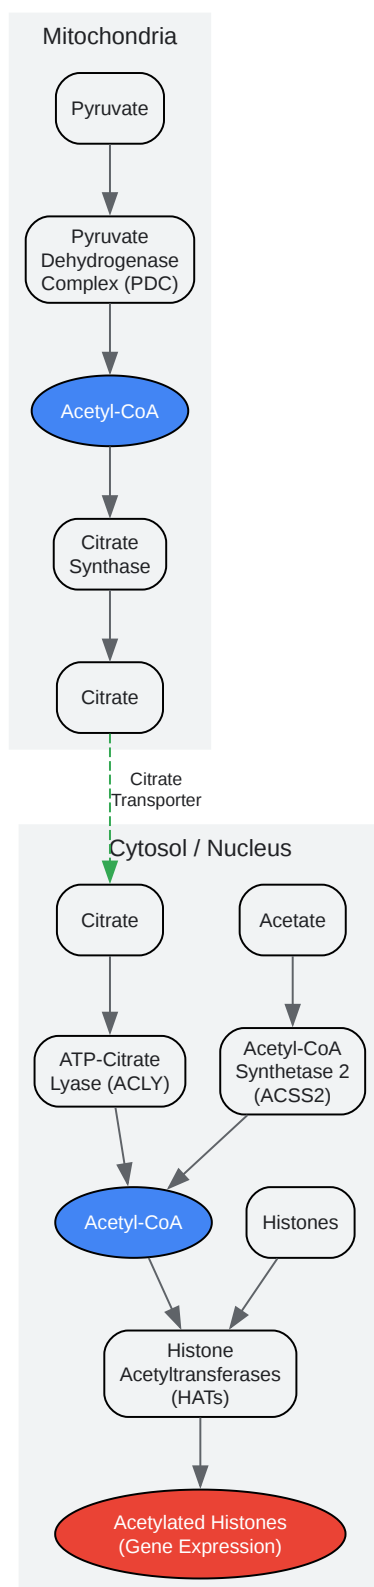 Mitochondria
Pyruvate
Pyruvate
Dehydrogenase
Complex (PDC)
Acetyl-CoA
Citrate
Synthase
Citrate
Citrate
Transporter
Cytosol / Nucleus
Citrate
Acetate
ATP-Citrate
Lyase (ACLY)
Acetyl-CoA
Synthetase 2
(ACSS2)
Acetyl-CoA
Histones
Histone
Acetyltransferases
(HATs)
Acetylated Histones
(Gene Expression)